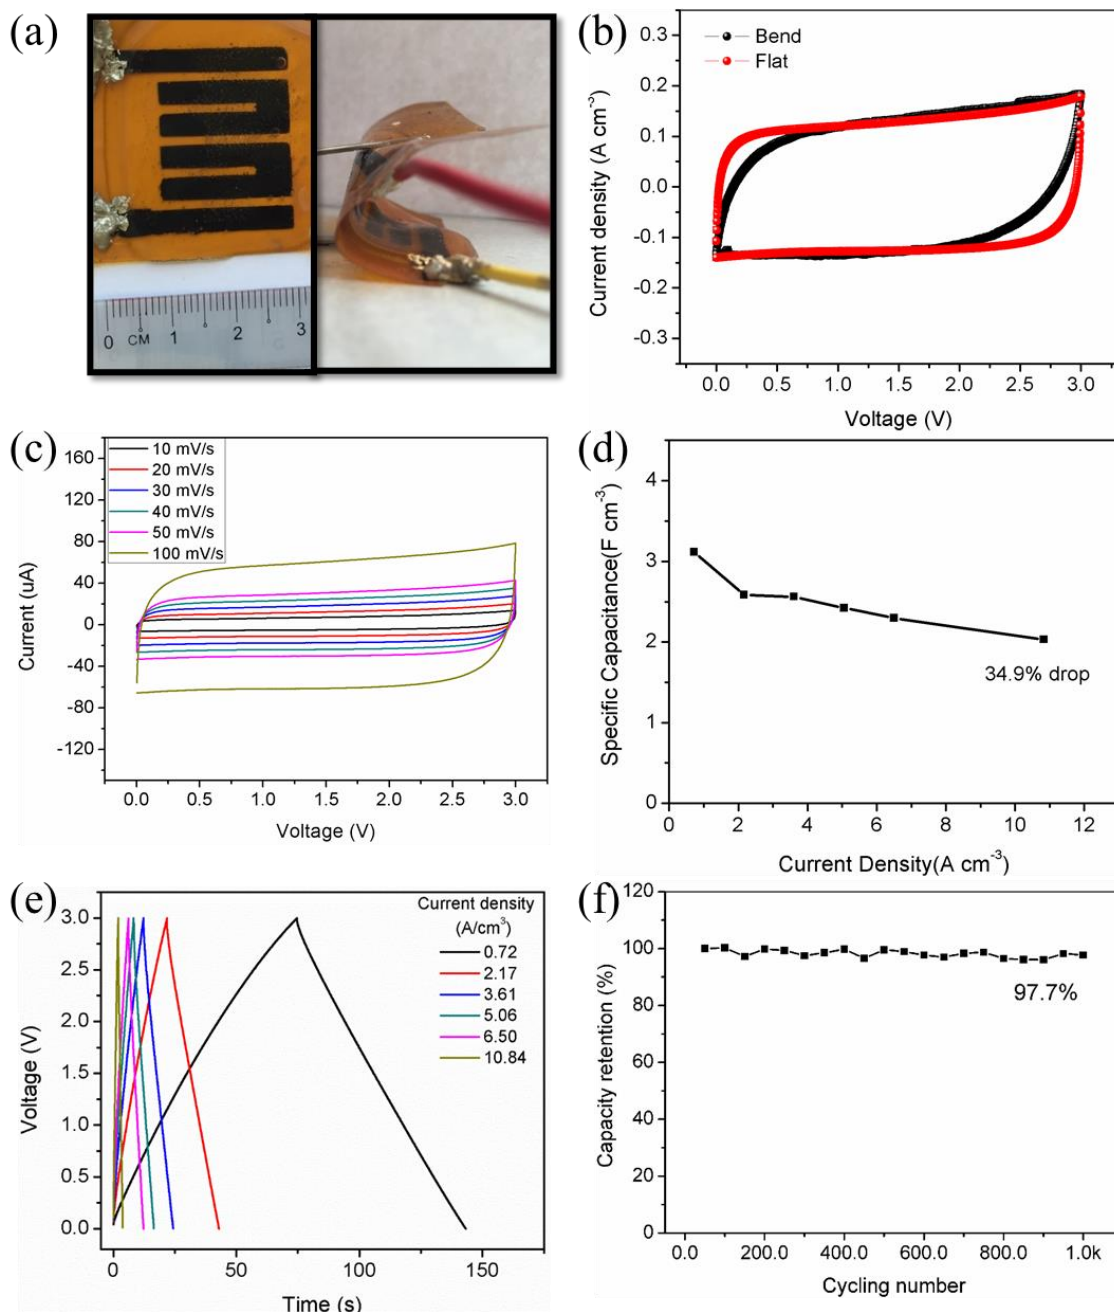 (a)
0 CM 1 2 3
(b)
Bend
Flat
0.3
0.2
0.1
0.0
-0.1
-0.2
-0.3
0.0 0.5 1.0 1.5 2.0 2.5 3.0
Current density (A cm⁻³)
Voltage (V)
(c)
10 mV/s
20 mV/s
30 mV/s
40 mV/s
50 mV/s
100 mV/s
160
120
80
40
0
-40
-80
-120
0.0 0.5 1.0 1.5 2.0 2.5 3.0
Current (uA)
Voltage (V)
(d)
4
3
2
1
0
34.9% drop
0 2 4 6 8 10 12
Specific Capacitance(F cm⁻³)
Current Density(A cm⁻³)
(e)
Current density
(A/cm³)
0.72
2.17
3.61
5.06
6.50
10.84
3.0
2.5
2.0
1.5
1.0
0.5
0.0
0 50 100 150
Voltage (V)
Time (s)
(f)
120
100
80
60
40
20
0
97.7%
0.0 200.0 400.0 600.0 800.0 1.0k
Capacity retention (%)
Cycling number